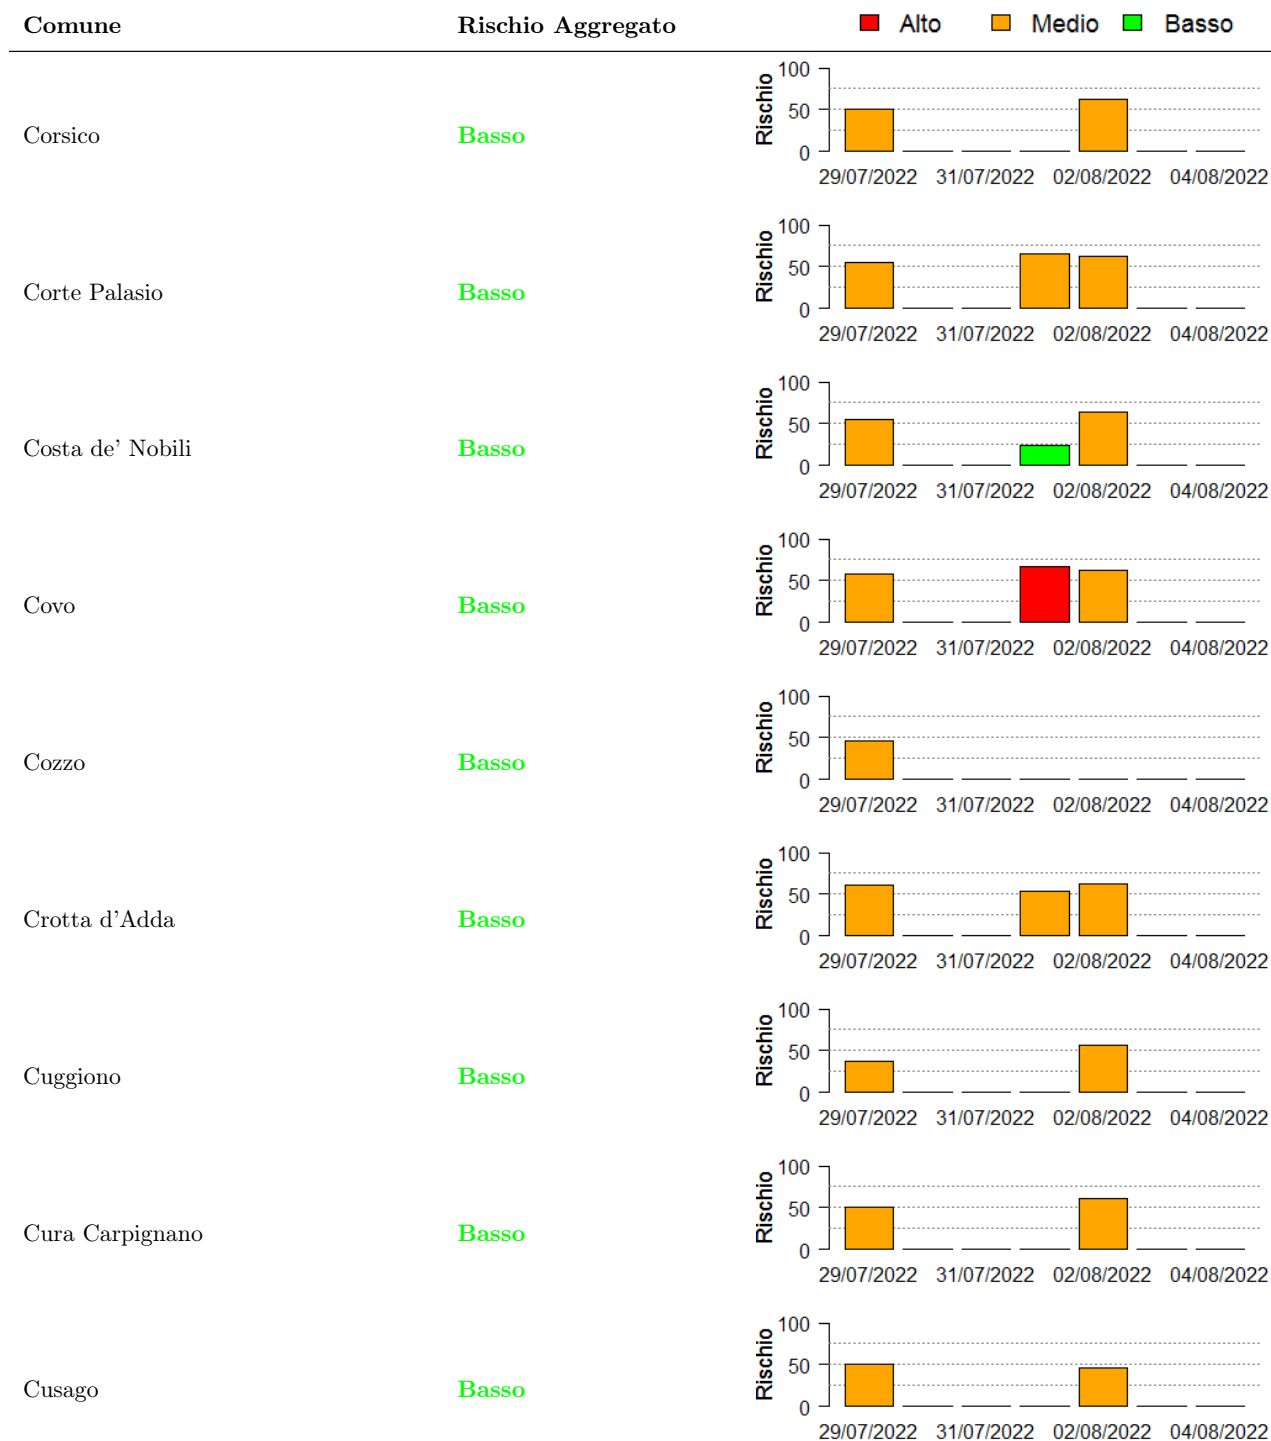 Comune Rischio Aggregato Alto Medio Basso
100
50
0
Rischio
Corsico Basso
29/07/2022 31/07/2022 02/08/2022 04/08/2022
100
50
0
Rischio
Corte Palasio Basso
29/07/2022 31/07/2022 02/08/2022 04/08/2022
100
50
0
Rischio
Costa de’ Nobili Basso
29/07/2022 31/07/2022 02/08/2022 04/08/2022
100
50
0
Rischio
Covo Basso
29/07/2022 31/07/2022 02/08/2022 04/08/2022
100
50
0
Rischio
Cozzo Basso
29/07/2022 31/07/2022 02/08/2022 04/08/2022
100
50
0
Rischio
Crotta d’Adda Basso
29/07/2022 31/07/2022 02/08/2022 04/08/2022
100
50
0
Rischio
Cuggiono Basso
29/07/2022 31/07/2022 02/08/2022 04/08/2022
100
50
0
Rischio
Cura Carpignano Basso
29/07/2022 31/07/2022 02/08/2022 04/08/2022
100
50
0
Rischio
Cusago Basso
29/07/2022 31/07/2022 02/08/2022 04/08/2022